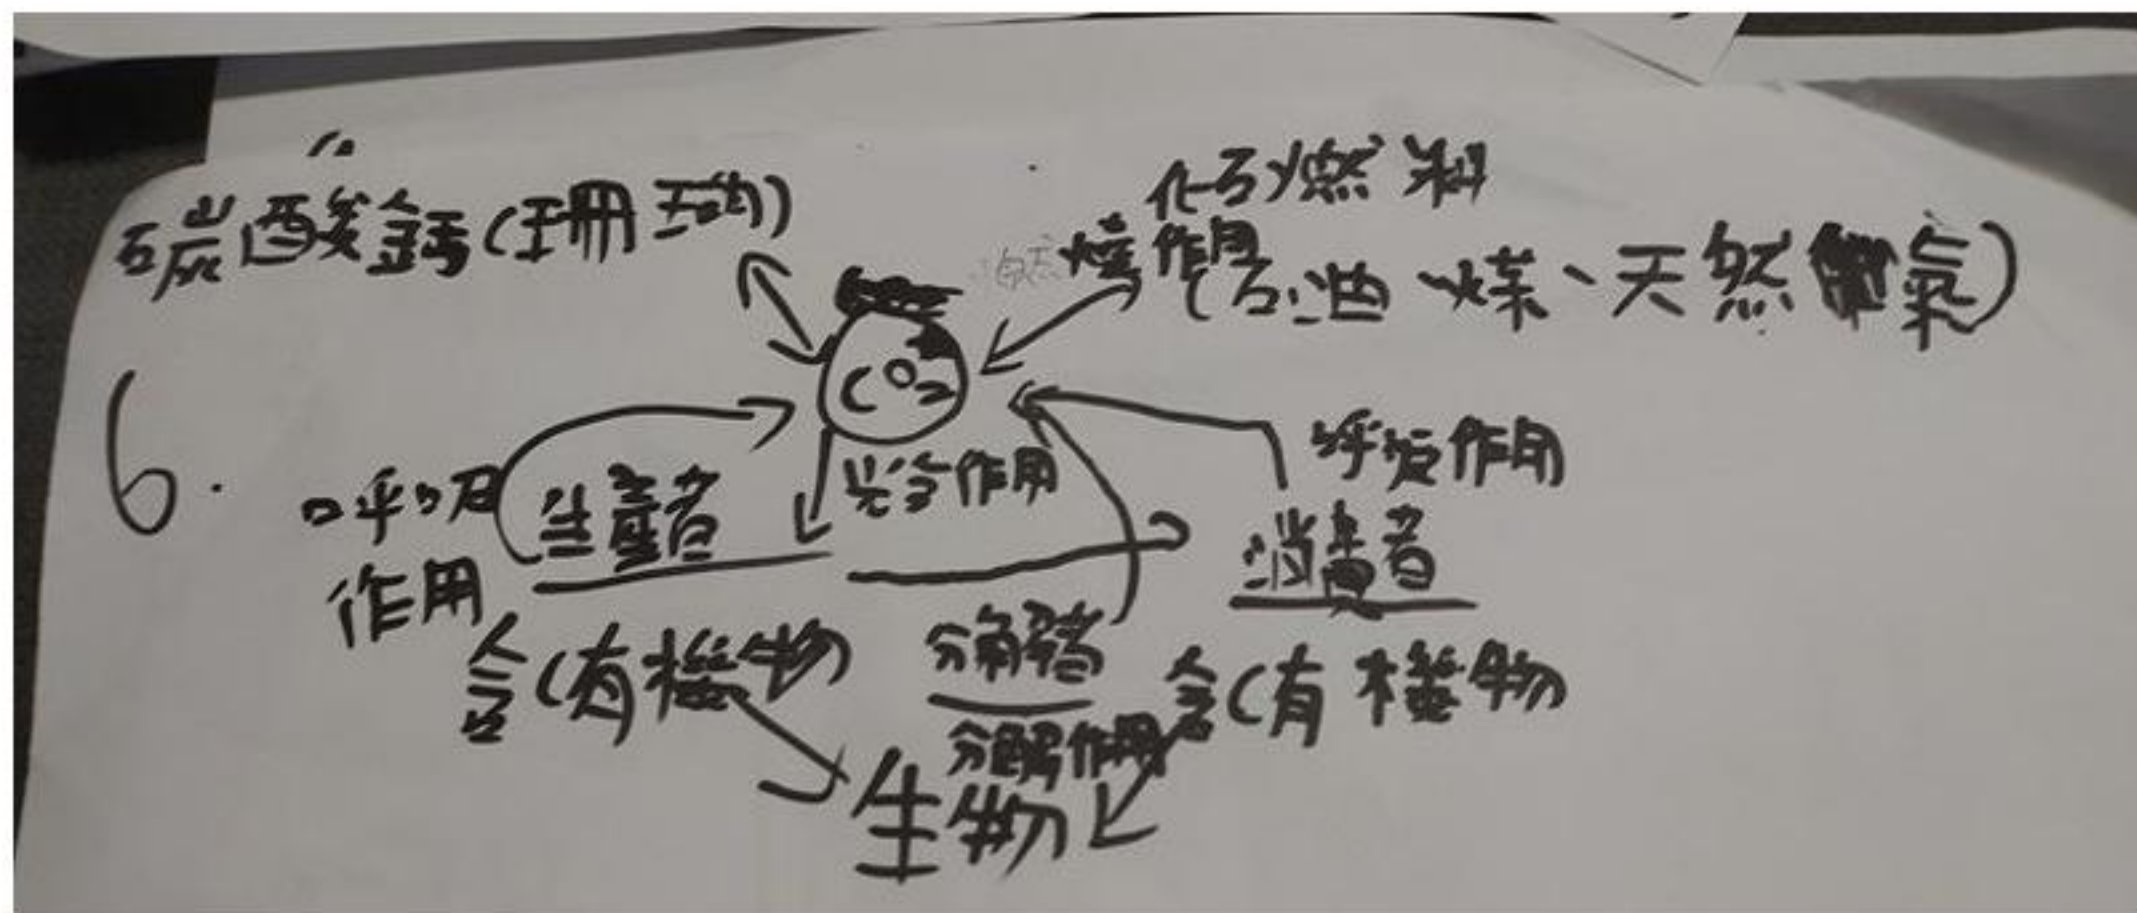 碳酸鈣(珊瑚)
化石燃料
燒作用
(石油 煤、天然氣)
CO2
6.
呼吸
作用
生產者
光合作用
呼吸作用
消費者
含(有機物
分解者
含(有機物
分解作用
生物